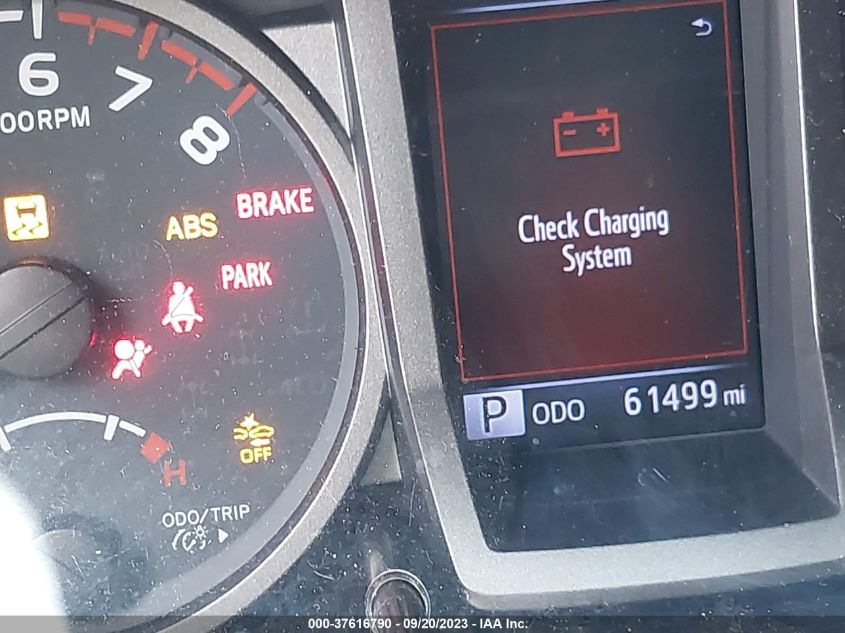 6
7
00RPM
8
BRAKE
ABS
PARK
OFF
H
ODO/TRIP
Check Charging
System
P ODO 61499 mi
000-37616790 - 09/20/2023 - IAA Inc.